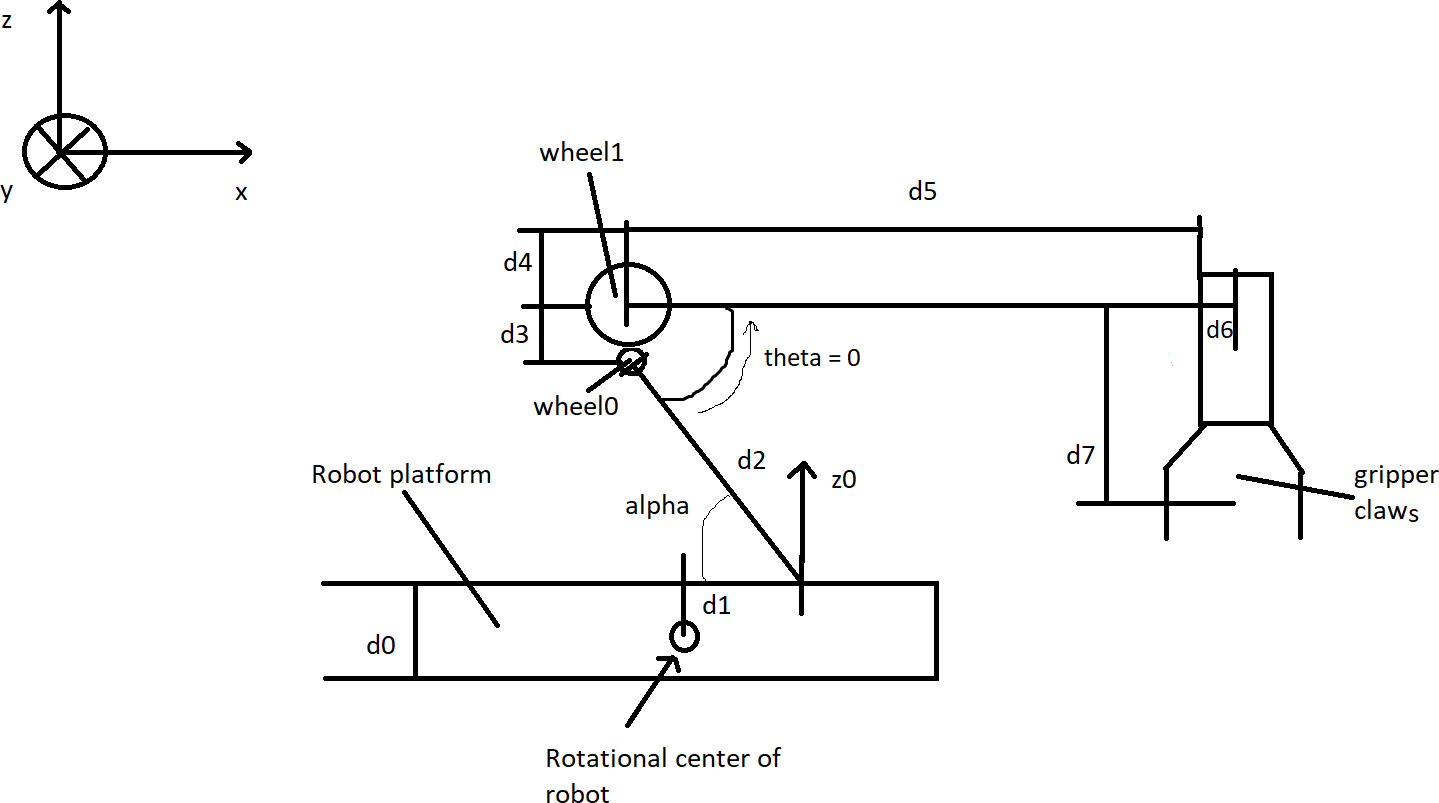 z
y
x
wheel1
d5
d4
d3
d6
theta = 0
wheel0
d2
d7
Robot platform
z0
gripper
claws
alpha
d1
d0
Rotational center of
robot